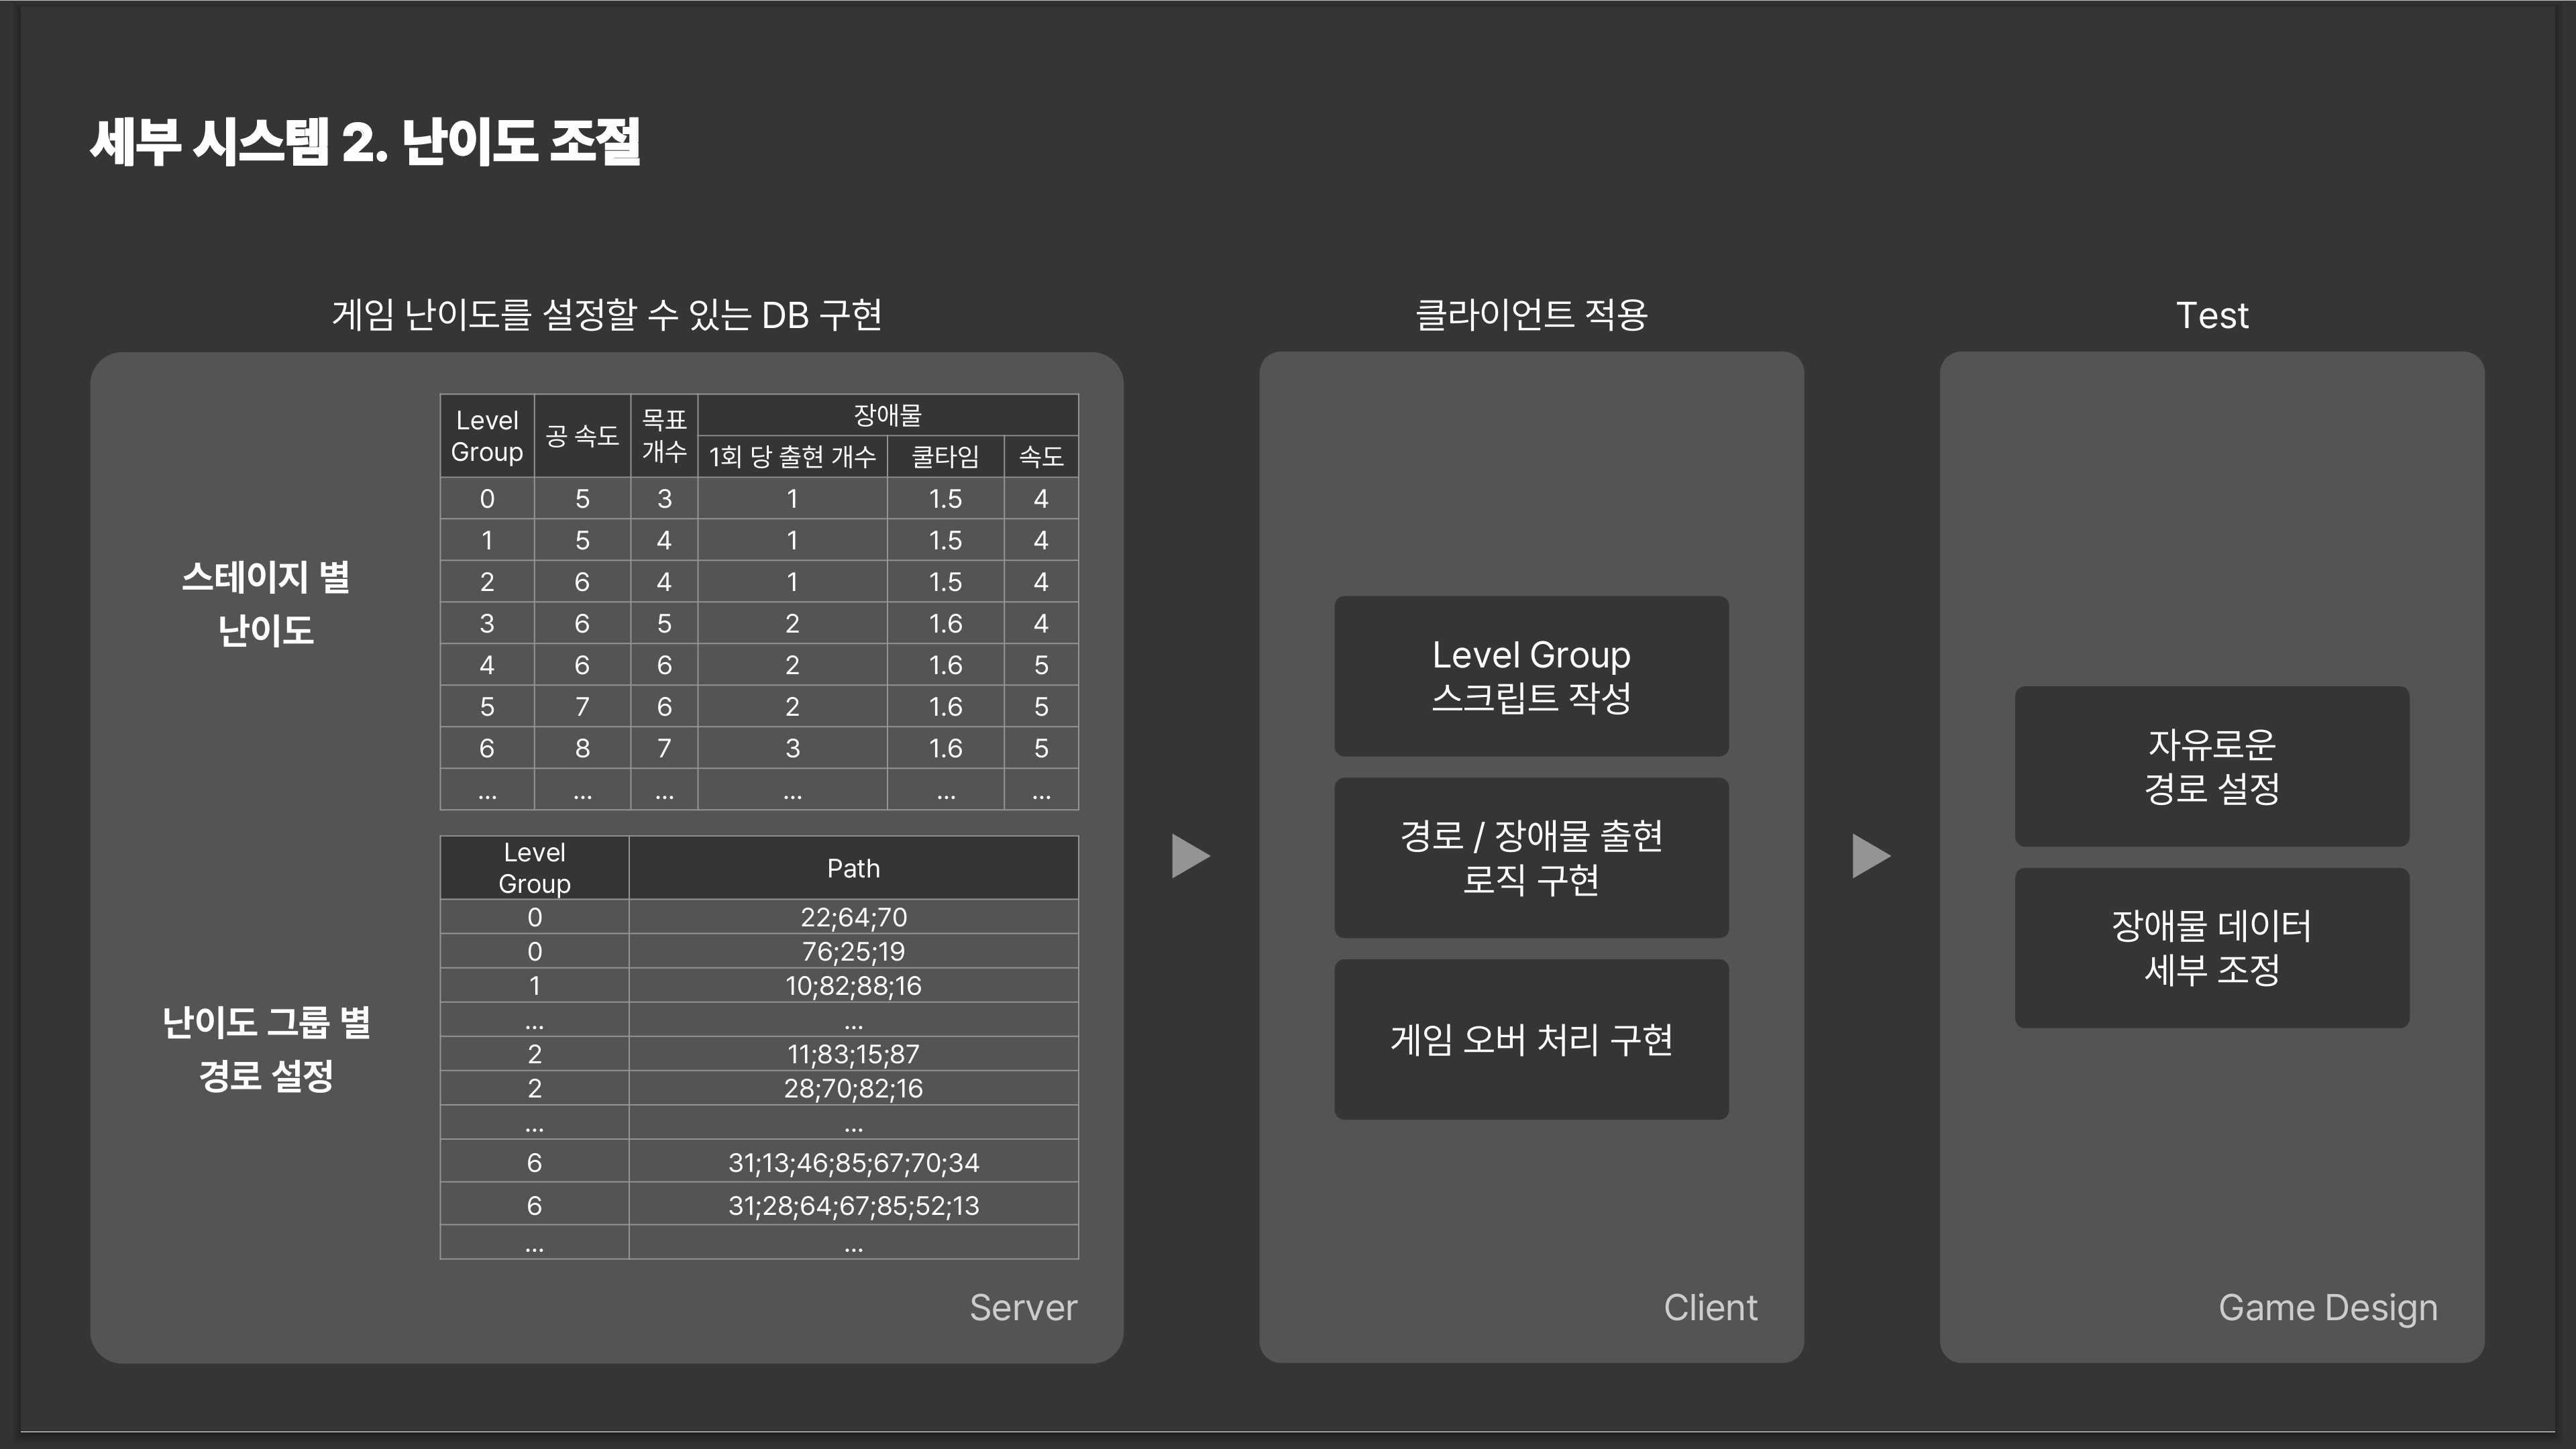 세부 시스템 2. 난이도 조절
게임 난이도를 설정할 수 있는 DB 구현
스테이지 별
난이도
Level Group 공 속도 목표 개수 장애물
1회 당 출현 개수 쿨타임 속도
0 5 3 1 1.5 4
1 5 4 1 1.5 4
2 6 4 1 1.5 4
3 6 5 2 1.6 4
4 6 6 2 1.6 5
5 7 6 2 1.6 5
6 8 7 3 1.6 5
... ... ... ... ... ...
난이도 그룹 별
경로 설정
Level Group Path
0 22;64;70
0 76;25;19
1 10;82;88;16
... ...
2 11;83;15;87
2 28;70;82;16
... ...
6 31;13;46;85;67;70;34
6 31;28;64;67;85;52;13
... ...
Server
클라이언트 적용
Level Group
스크립트 작성
경로 / 장애물 출현
로직 구현
게임 오버 처리 구현
Client
Test
자유로운
경로 설정
장애물 데이터
세부 조정
Game Design